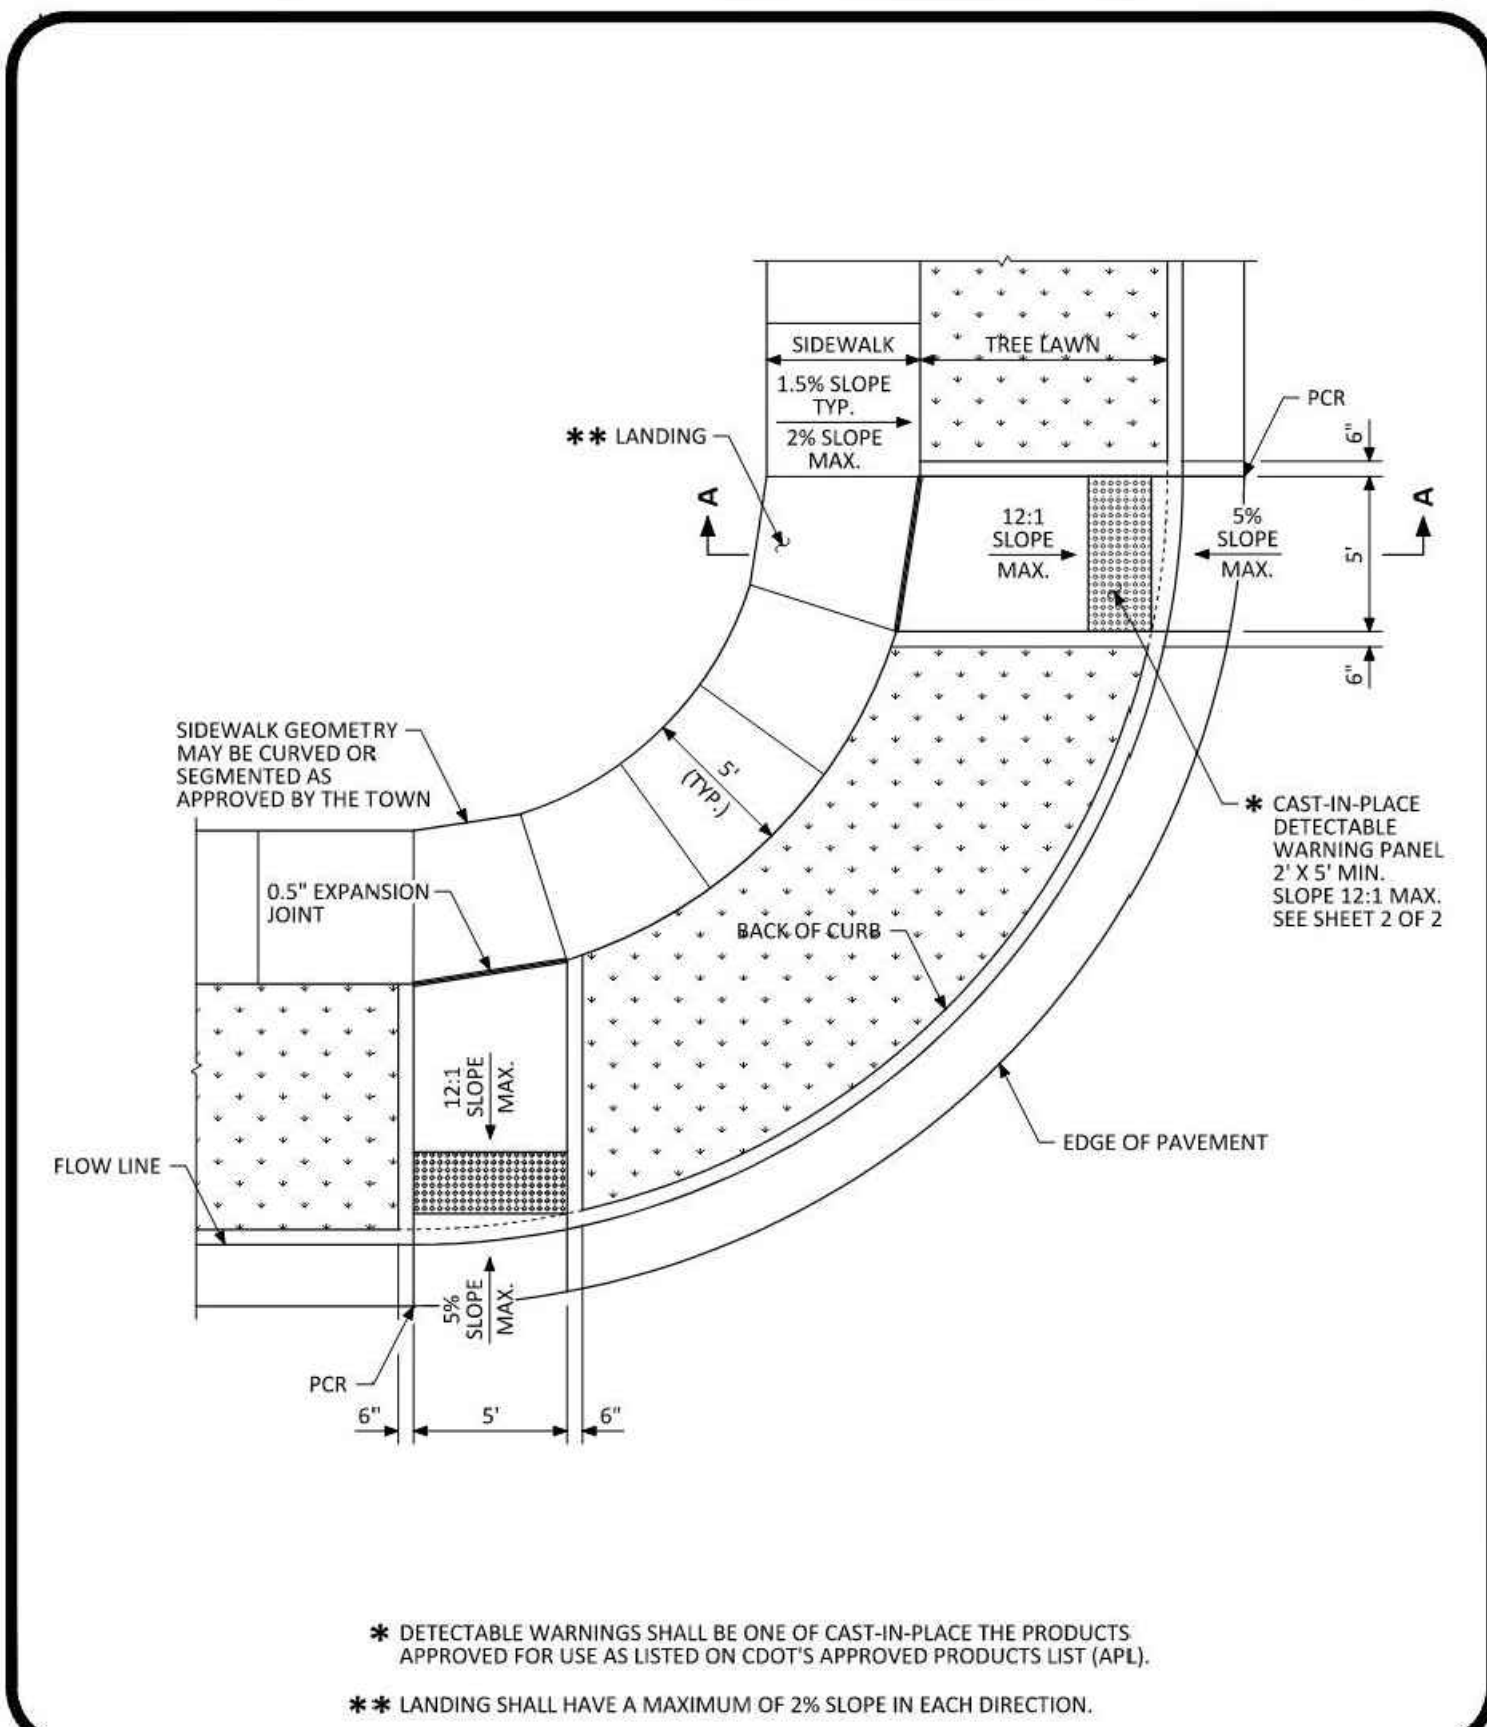 SIDEWALK
TREE LAWN
1.5% SLOPE
TYP.
2% SLOPE
MAX.
PCR
** LANDING
6"
A
A
12:1
SLOPE
MAX.
5%
SLOPE
MAX.
5'
6"
SIDEWALK GEOMETRY
MAY BE CURVED OR
SEGMENTED AS
APPROVED BY THE TOWN
5'
(TYP.)
* CAST-IN-PLACE
DETECTABLE
WARNING PANEL
2' X 5' MIN.
SLOPE 12:1 MAX.
SEE SHEET 2 OF 2
0.5" EXPANSION
JOINT
BACK OF CURB
12:1
SLOPE
MAX.
EDGE OF PAVEMENT
FLOW LINE
5%
SLOPE
MAX.
PCR
6"
5'
6"
* DETECTABLE WARNINGS SHALL BE ONE OF CAST-IN-PLACE THE PRODUCTS
APPROVED FOR USE AS LISTED ON CDOT'S APPROVED PRODUCTS LIST (APL).
** LANDING SHALL HAVE A MAXIMUM OF 2% SLOPE IN EACH DIRECTION.